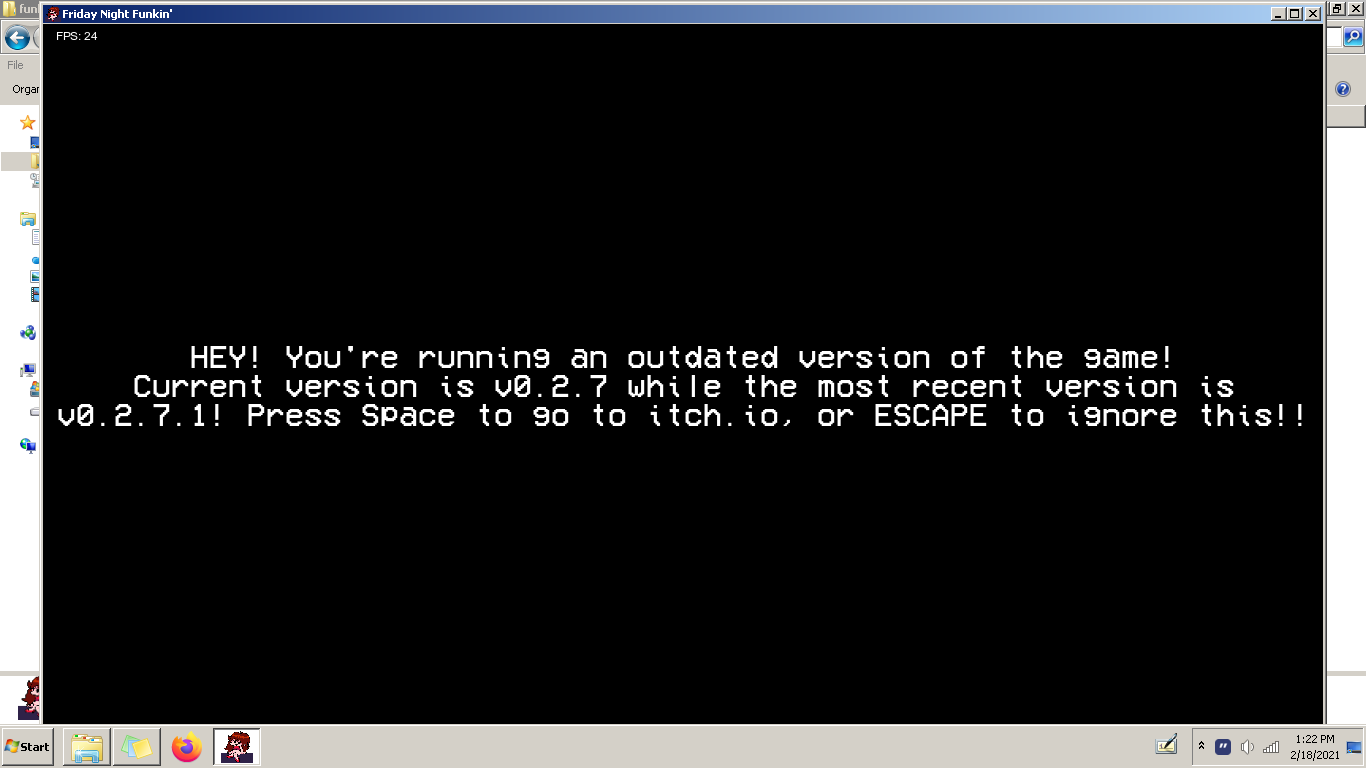 funk
Friday Night Funkin'
FPS: 24
File
Organ
HEY! You're running an outdated version of the game!
Current version is v0.2.7 while the most recent version is
v0.2.7.1! Press Space to go to itch.io, or ESCAPE to ignore this!!
Start
1:22 PM
2/18/2021